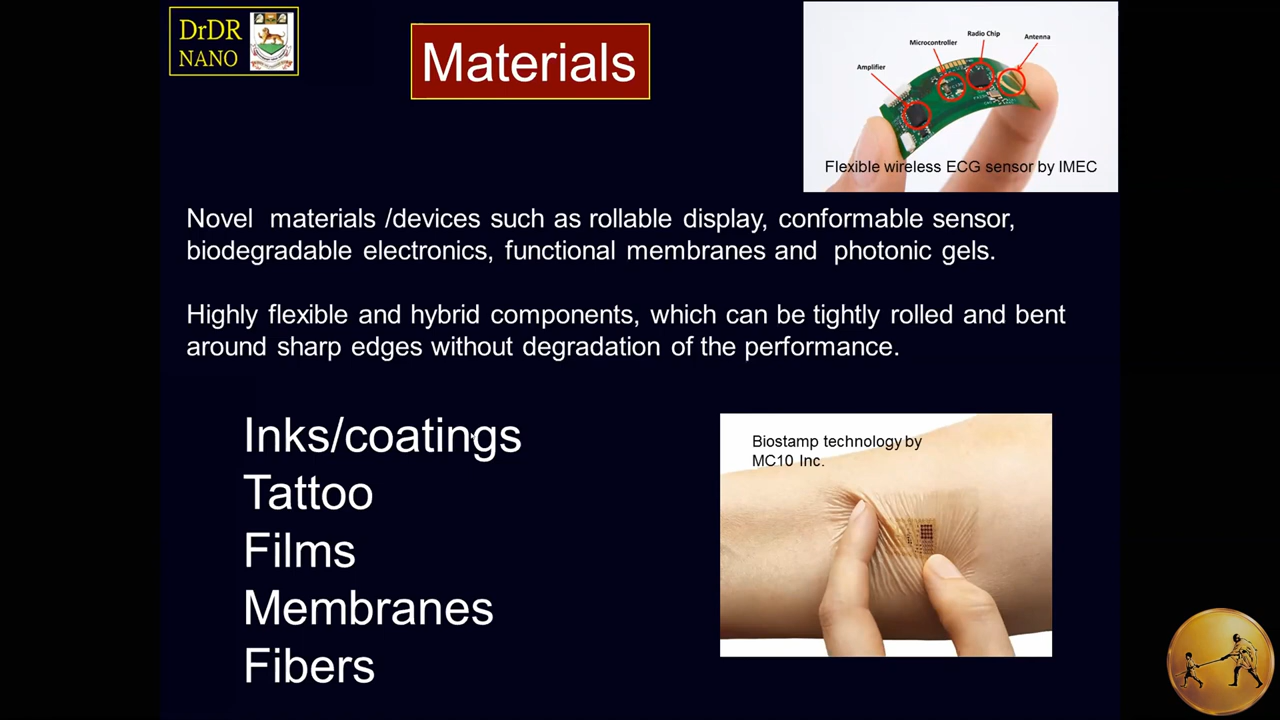 DrDR
NANO
Materials
Radio Chip
Antenna
Microcontroller
Amplifier
Flexible wireless ECG sensor by IMEC
Novel materials /devices such as rollable display, conformable sensor,
biodegradable electronics, functional membranes and photonic gels.
Highly flexible and hybrid components, which can be tightly rolled and bent
around sharp edges without degradation of the performance.
Inks/coatings
Tattoo
Films
Membranes
Fibers
Biostamp technology by
MC10 Inc.